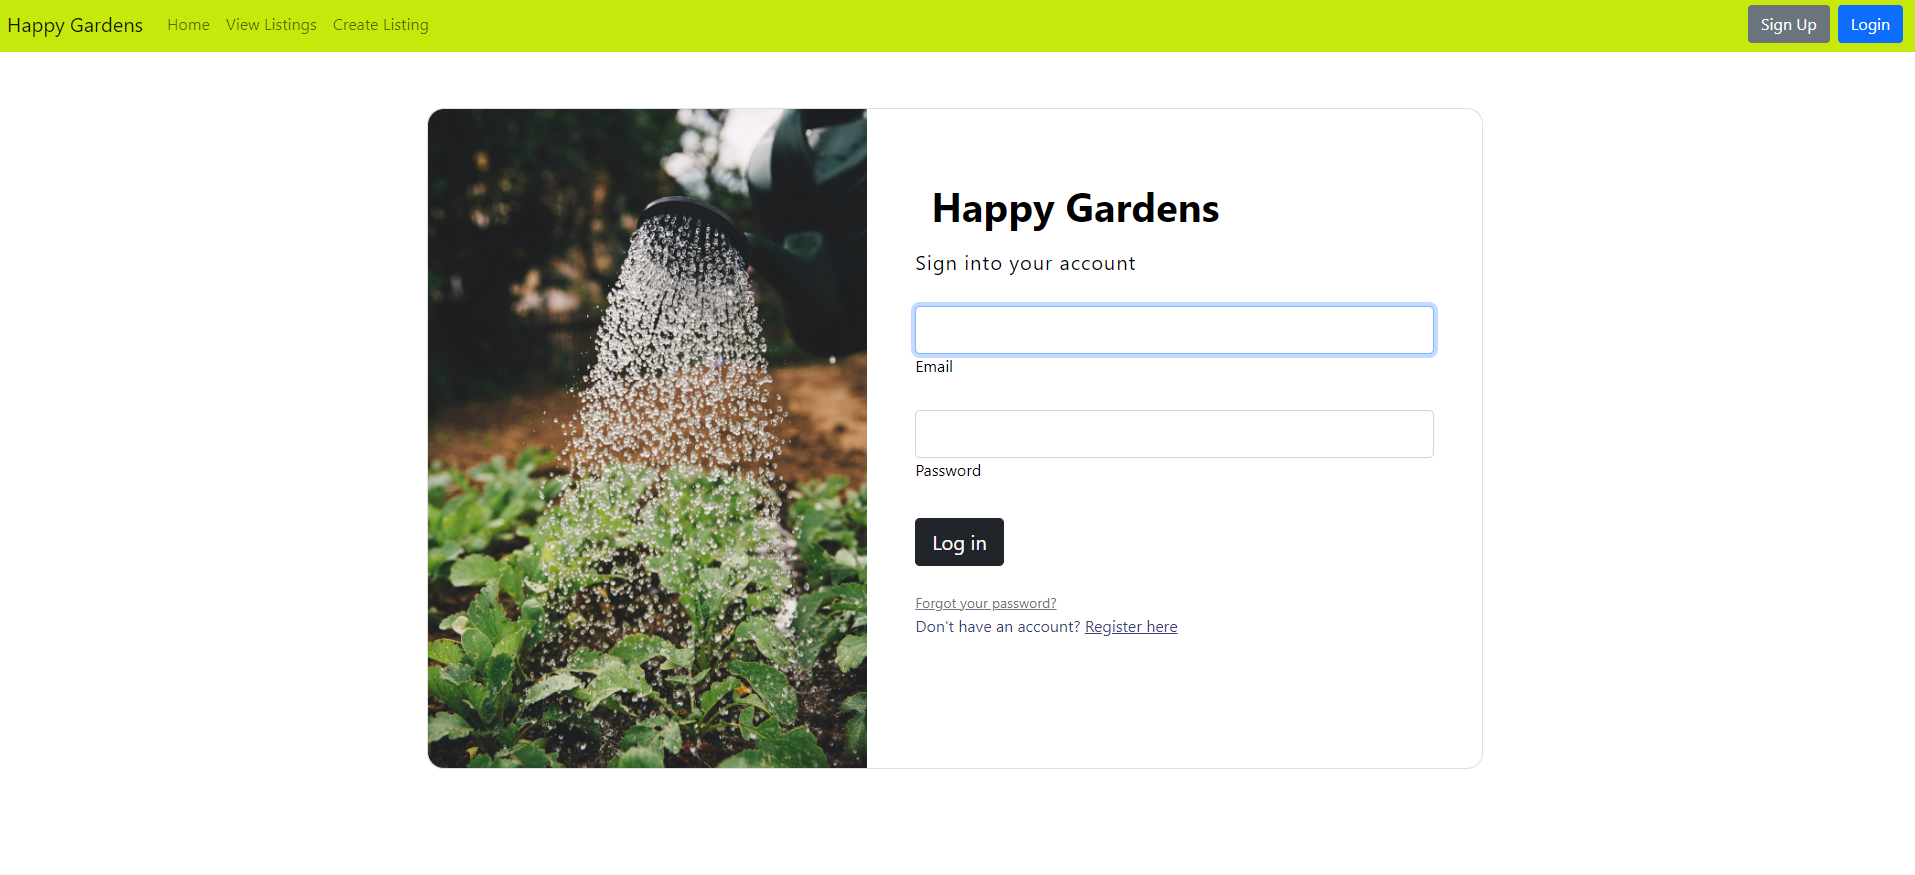 Happy Gardens Home View Listings Create Listing Sign Up Login
Happy Gardens
Sign into your account
Email
Password
Log in
Forgot your password?
Don't have an account? Register here